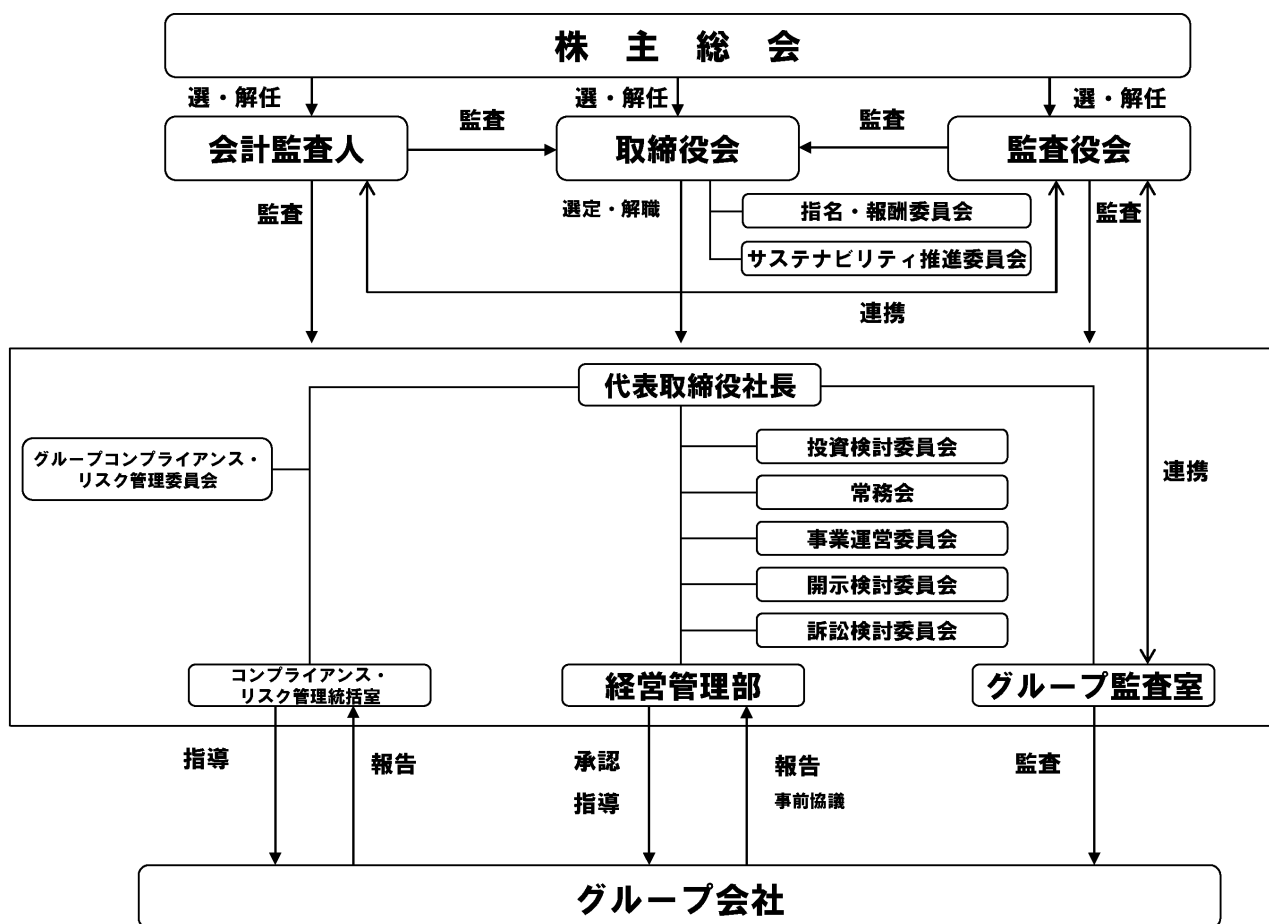 株 主 総 会
選・解任
選・解任
選・解任
会計監査人
監査
取締役会
監査
監査役会
監査
選定・解職
指名・報酬委員会
監査
サステナビリティ推進委員会
連携
代表取締役社長
グループコンプライアンス・
リスク管理委員会
投資検討委員会
連携
常務会
事業運営委員会
開示検討委員会
訴訟検討委員会
コンプライアンス・
リスク管理統括室
経営管理部
グループ監査室
指導
報告
承認
指導
報告
事前協議
監査
グループ会社